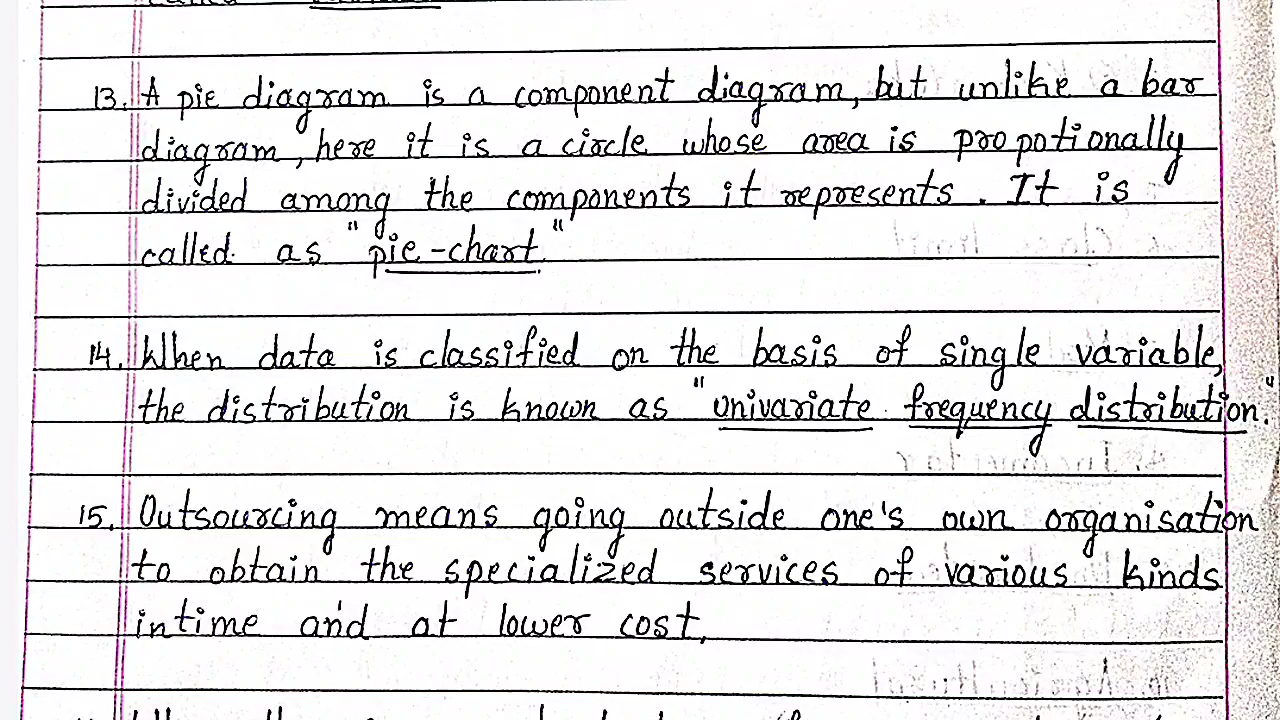 13. A pie diagram is a component diagram, but unlike a bar
diagram, here it is a circle whose area is propotionally
divided among the components it represents. It is
called as "pie-chart"
14. When data is classified on the basis of single variable,
the distribution is known as "univariate frequency distribution."
15. Outsourcing means going outside one's own organisation
to obtain the specialized services of various kinds
intime and at lower cost.